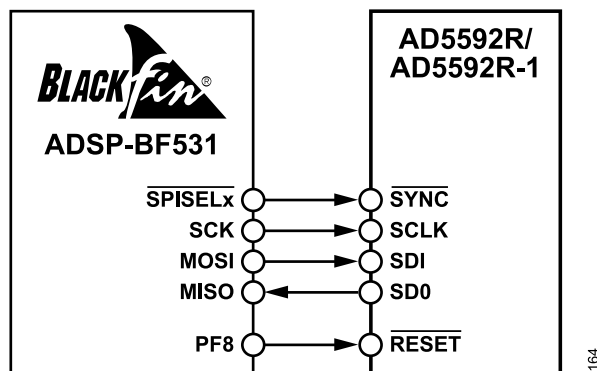 BLACKfin®
ADSP-BF531
AD5592R/
AD5592R-1
SPISELx
SYNC
SCK
SCLK
MOSI
SDI
MISO
SD0
PF8
RESET
164